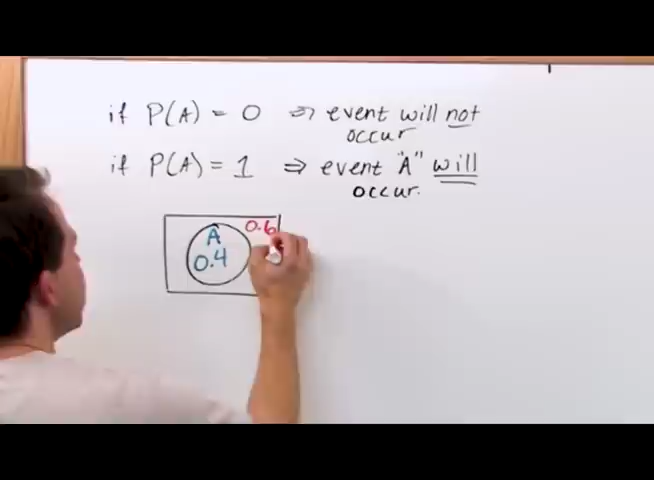 if P(A) = 0 ⇒ event will not
occur
if P(A) = 1 ⇒ event "A" will
occur.
A
0.4
0.6